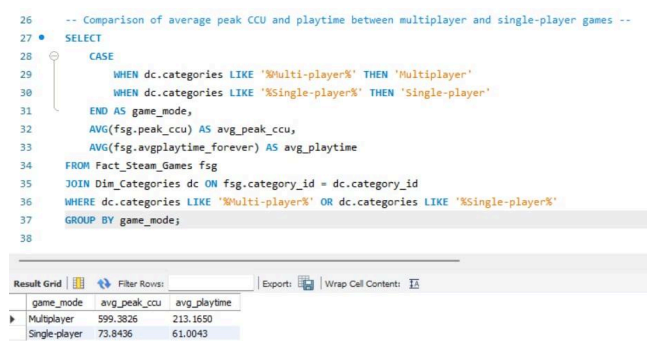 26 -- Comparison of average peak CCU and playtime between multiplayer and single-player games --
27 SELECT
28 CASE
29 WHEN dc.categories LIKE '%Multi-player%' THEN 'Multiplayer'
30 WHEN dc.categories LIKE '%Single-player%' THEN 'Single-player'
31 END AS game_mode,
32 AVG(fsg.peak_ccu) AS avg_peak_ccu,
33 AVG(fsg.avgplaytime_forever) AS avg_playtime
34 FROM Fact_Steam_Games fsg
35 JOIN Dim_Categories dc ON fsg.category_id = dc.category_id
36 WHERE dc.categories LIKE '%Multi-player%' OR dc.categories LIKE '%Single-player%'
37 GROUP BY game_mode;
38
Result Grid Filter Rows: Export: Wrap Cell Content: IA
game_mode avg_peak_ccu avg_playtime
Multiplayer 599.3826 213.1650
Single-player 73.8436 61.0043